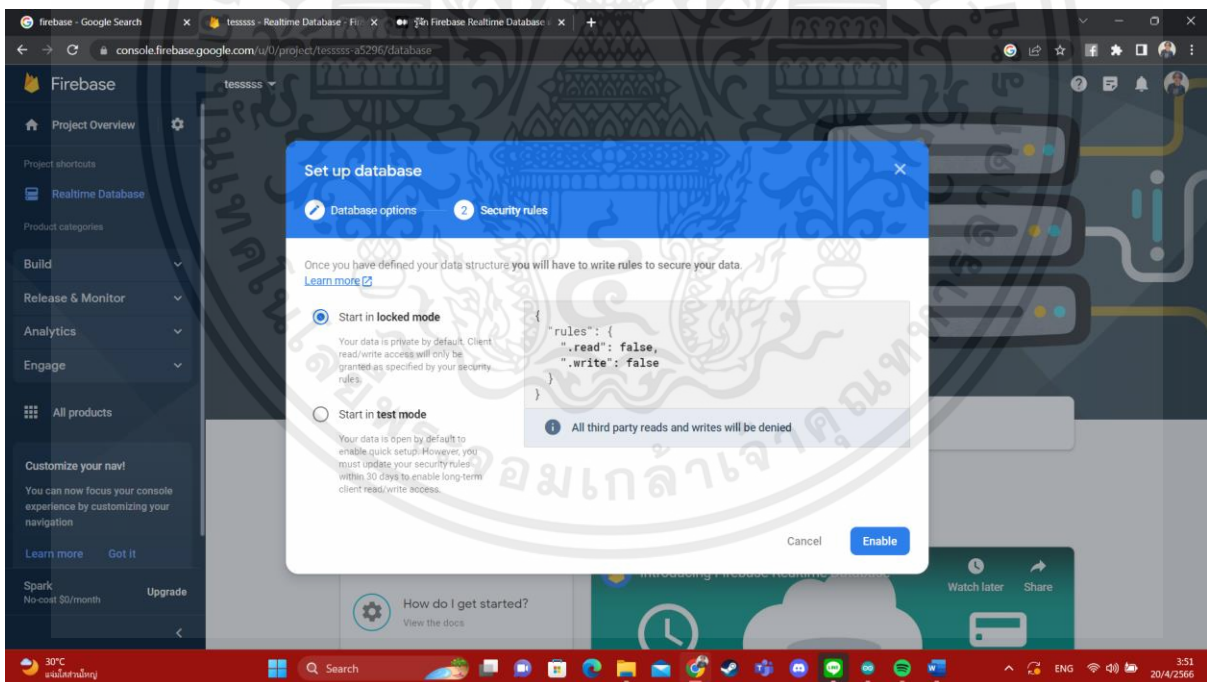 firebase - Google Search
tesssss - Realtime Database - Fi
รู้จัก Firebase Realtime Database
console.firebase.google.com/u/0/project/tesssss-a5296/database
Firebase
tesssss
Project Overview
Project shortcuts
Realtime Database
Product categories
Build
Release & Monitor
Analytics
Engage
All products
Customize your nav!
You can now focus your console
experience by customizing your
navigation
Learn more Got it
Spark
No-cost $0/month
Upgrade
Set up database
Database options
2 Security rules
Once you have defined your data structure you will have to write rules to secure your data.
Learn more
Start in locked mode
Your data is private by default. Client
read/write access will only be
granted as specified by your security
rules.
Start in test mode
Your data is open by default to
enable quick setup. However, you
must update your security rules
within 30 days to enable long-term
client read/write access.
{
"rules": {
".read": false,
".write": false
}
}
All third party reads and writes will be denied
Cancel Enable
How do I get started?
View the docs
Introducing Firebase Realtime Database
Watch later Share
30°C
Search
ENG
3:51
20/4/2566